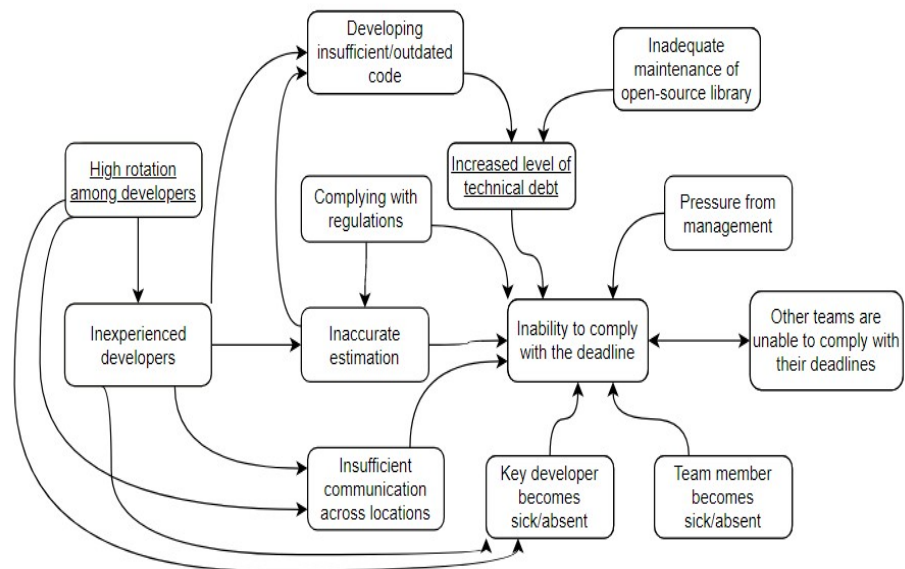 Developing
insufficient/outdated
code
Inadequate
maintenance of
open-source library
High rotation
among developers
Increased level of
technical debt
Complying with
regulations
Pressure from
management
Inexperienced
developers
Inaccurate
estimation
Inability to comply
with the deadline
Other teams are
unable to comply with
their deadlines
Insufficient
communication
across locations
Key developer
becomes
sick/absent
Team member
becomes
sick/absent